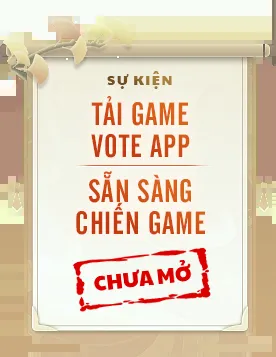 SỰ KIỆN
TẢI GAME
VOTE APP
SẴN SÀNG
CHIẾN GAME
CHƯA MỞ